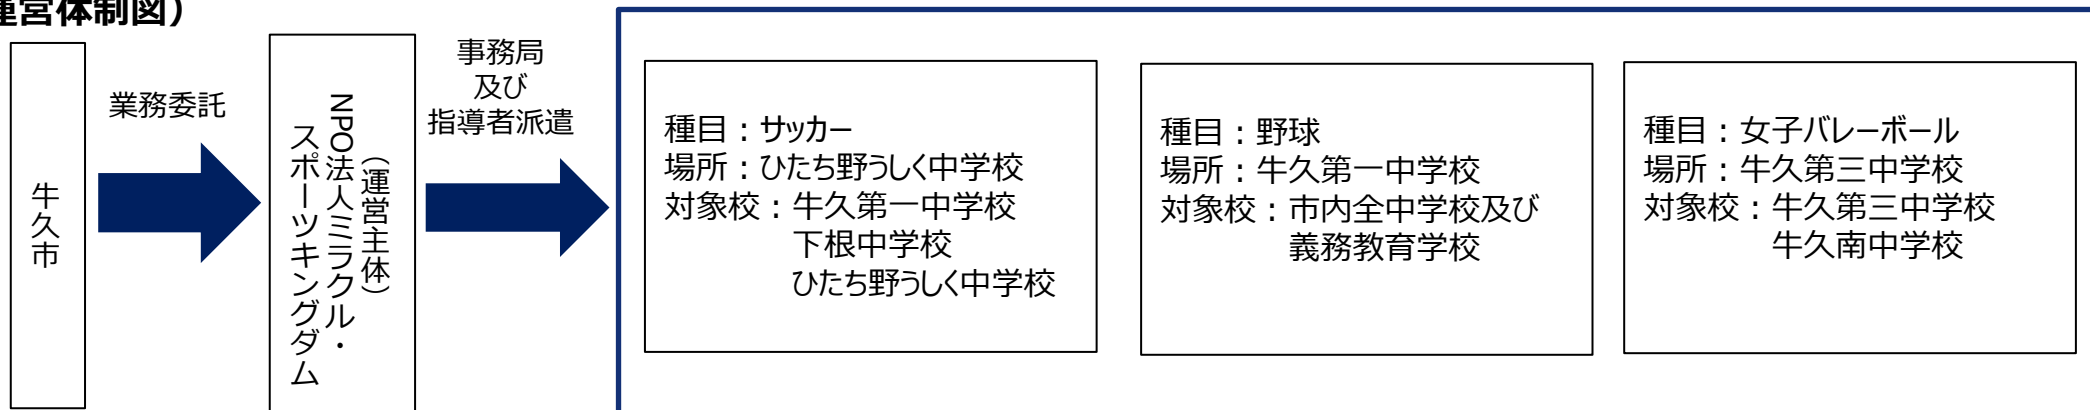 運営体制図）
牛久市
業務委託
（運営主体）
NPO法人ミラクル・
スポーツキングダム
事務局
及び
指導者派遣
種目：サッカー
場所：ひたち野うしく中学校
対象校：牛久第一中学校
下根中学校
ひたち野うしく中学校
種目：野球
場所：牛久第一中学校
対象校：市内全中学校及び
義務教育学校
種目：女子バレーボール
場所：牛久第三中学校
対象校：牛久第三中学校
牛久南中学校